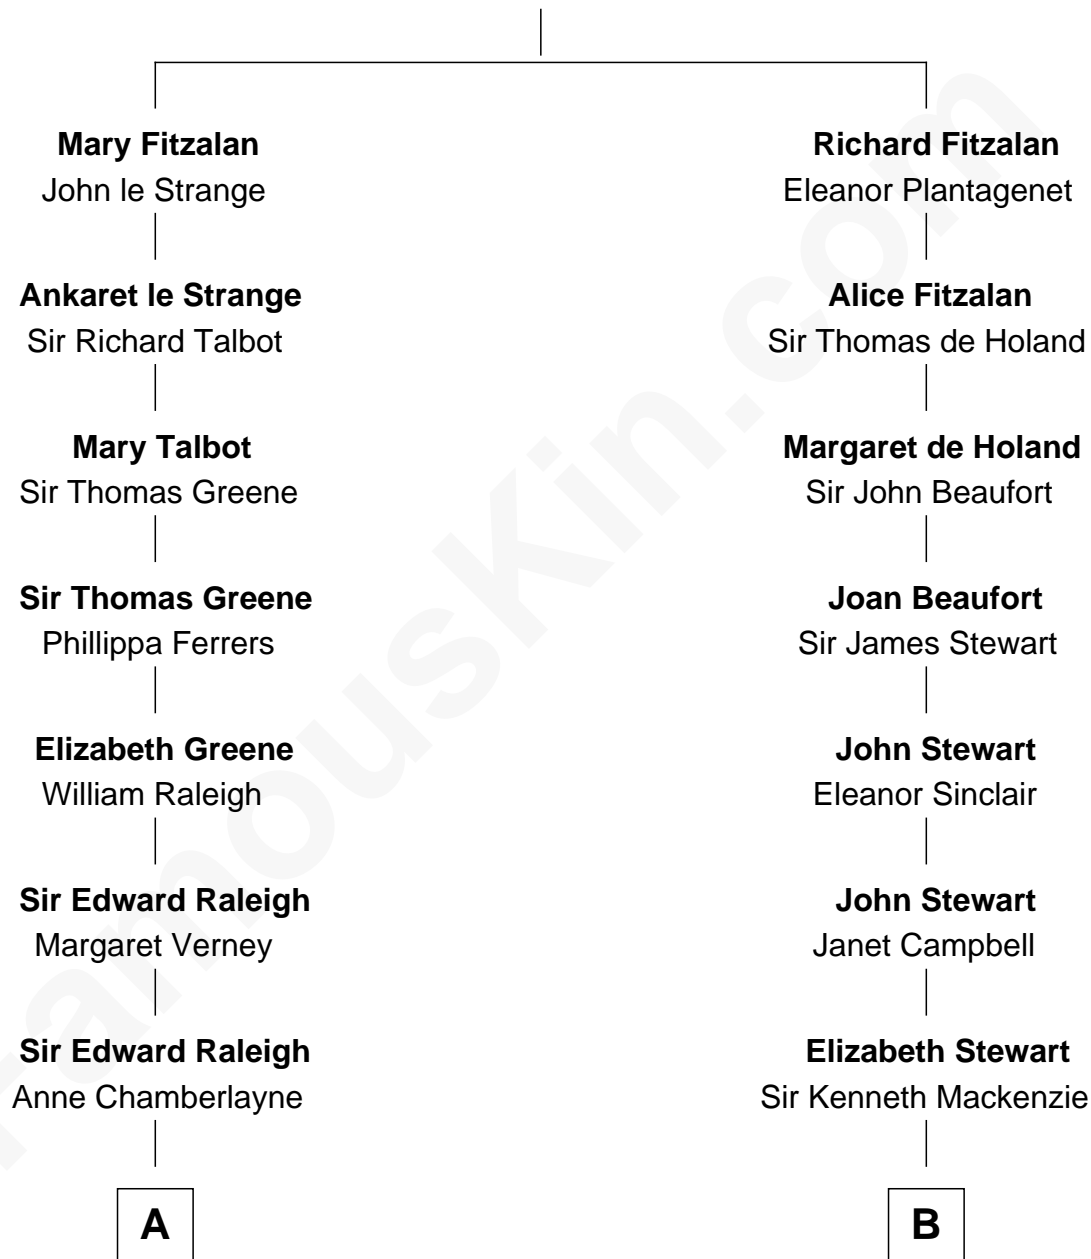 Mary Fitzalan
John le Strange
Ankaret le Strange
Sir Richard Talbot
Mary Talbot
Sir Thomas Greene
Sir Thomas Greene
Phillippa Ferrers
Elizabeth Greene
William Raleigh
Sir Edward Raleigh
Margaret Verney
Sir Edward Raleigh
Anne Chamberlayne
A
Richard Fitzalan
Eleanor Plantagenet
Alice Fitzalan
Sir Thomas de Holand
Margaret de Holand
Sir John Beaufort
Joan Beaufort
Sir James Stewart
John Stewart
Eleanor Sinclair
John Stewart
Janet Campbell
Elizabeth Stewart
Sir Kenneth Mackenzie
B
FamousKin.com